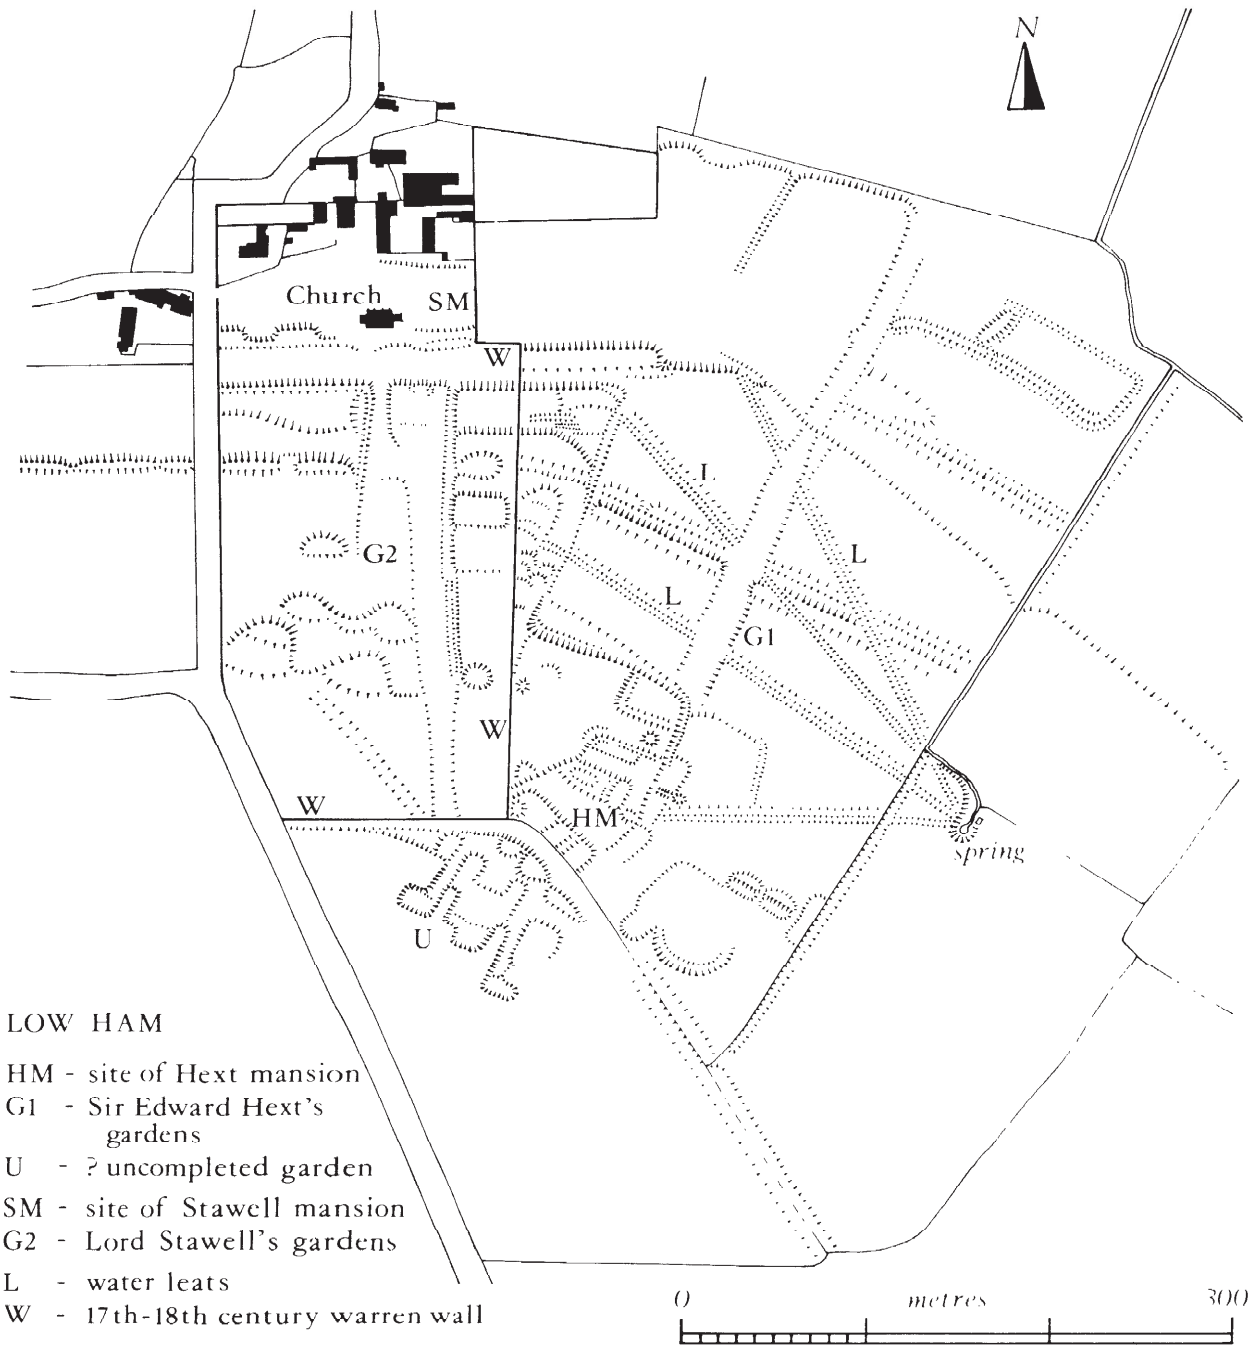 N
Church
SM
W
L
G2
L
L
G1
W
W
HM
spring
U
LOW HAM
HM - site of Hext mansion
G1 - Sir Edward Hext's
gardens
U - ? uncompleted garden
SM - site of Stawell mansion
G2 - Lord Stawell's gardens
L - water leats
W - 17th-18th century warren wall
0 metres 300